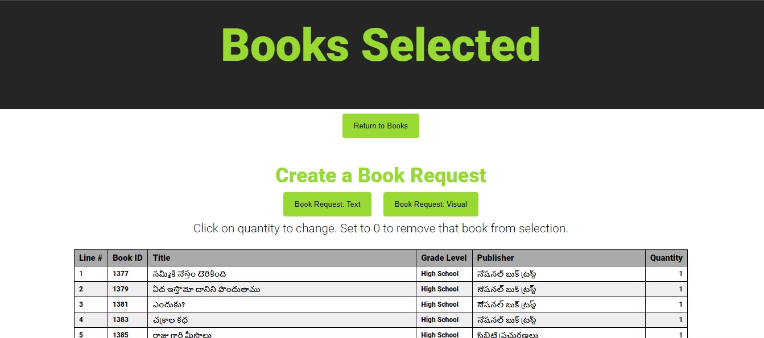 Books Selected
Return to Books
Create a Book Request
Book Request: Text Book Request: Visual
Click on quantity to change. Set to 0 to remove that book from selection.
Line # Book ID Title Grade Level Publisher Quantity
1 1377 సమ్మికి నేస్తం దొరికింది High School నేషనల్ బుక్ ట్రస్ట్ 1
2 1379 ఏది ఇస్తామో దానిని పొందుతాము High School నేషనల్ బుక్ ట్రస్ట్ 1
3 1381 ఎందుకు? High School నేషనల్ బుక్ ట్రస్ట్ 1
4 1383 చక్రాల కథ High School నేషనల్ బుక్ ట్రస్ట్ 1
5 1385 రాజు గారి మీసాలు High School 1